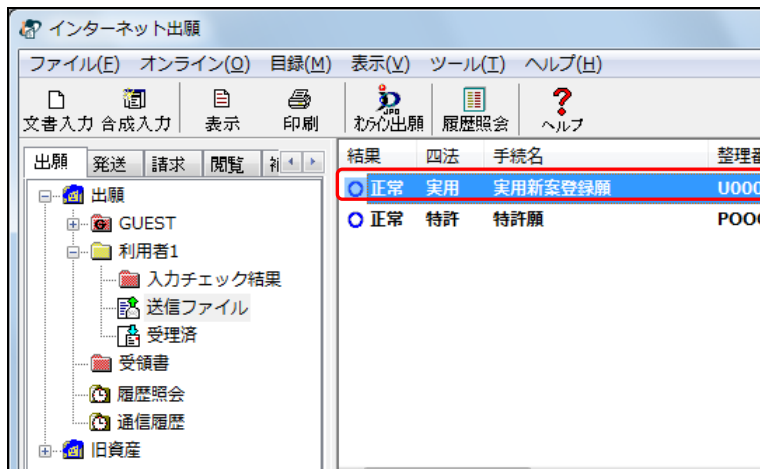 インターネット出願
ファイル(F) オンライン(O) 目録(M) 表示(V) ツール(T) ヘルプ(H)
文書入力 合成入力 表示 印刷 オンライン出願 履歴照会 ヘルプ
出願 発送 請求 閲覧
結果 四法 手続名 整理番
正常 実用 実用新案登録願 U000
正常 特許 特許願 P000
出願
GUEST
利用者1
入力チェック結果
送信ファイル
受理済
受領書
履歴照会
通信履歴
旧資産